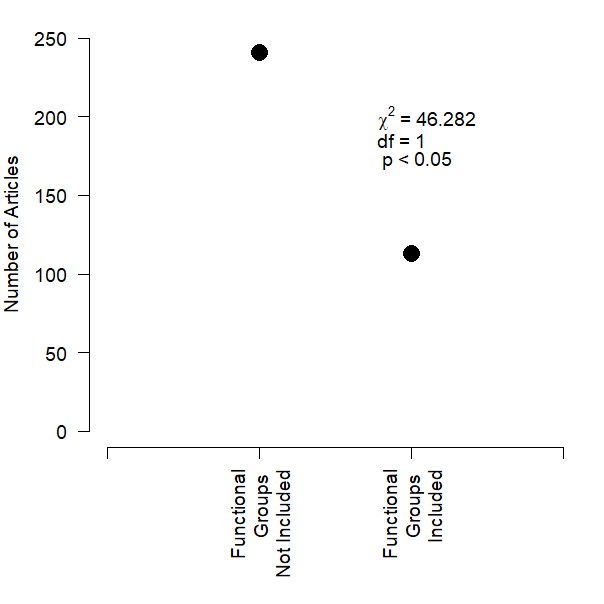 250
200
150
100
50
0
Number of Articles
χ² = 46.282
df = 1
p < 0.05
Functional
Groups
Not Included
Functional
Groups
Included